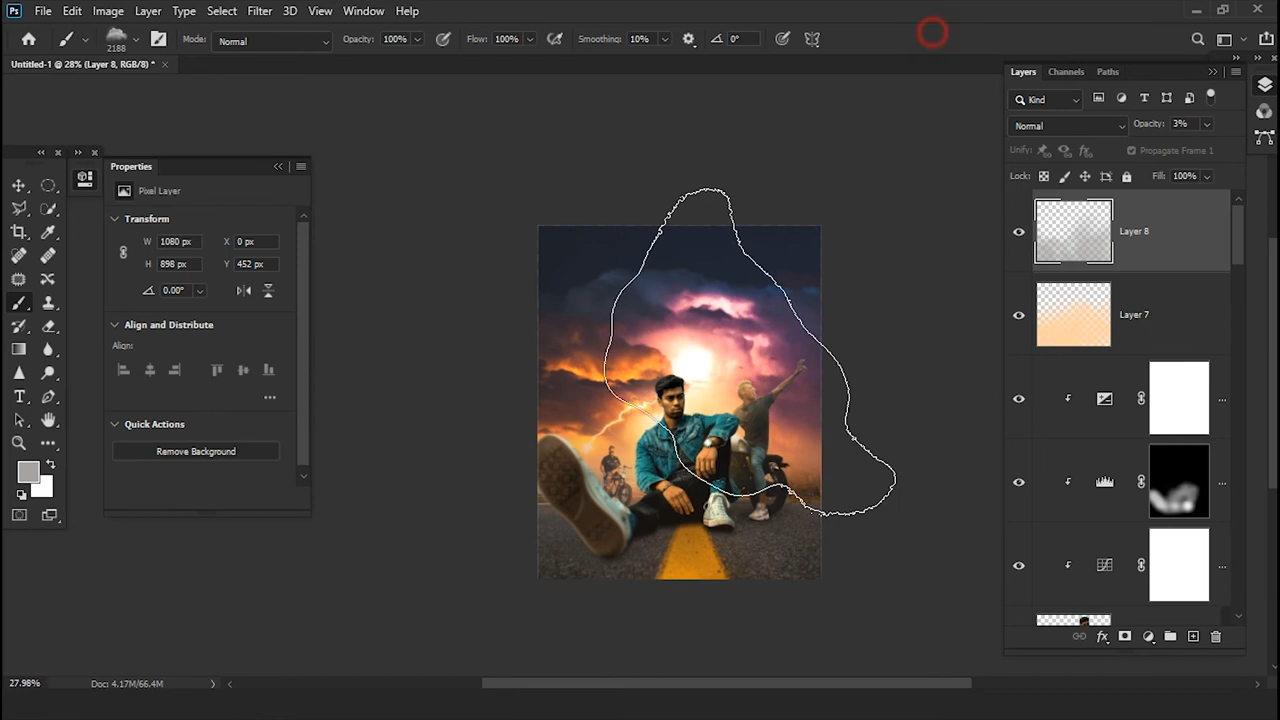 Ps File Edit Image Layer Type Select Filter 3D View Window Help
2188 Mode: Normal Opacity: 100% Flow: 100% Smoothing: 10% 0°
Untitled-1 @ 28% (Layer 8, RGB/8) *
Layers Channels Paths
Kind
Normal Opacity: 3%
Unify: Propagate Frame 1
Lock: Fill: 100%
Layer 8
Layer 7
Properties
Pixel Layer
Transform
W 1080 px X 0 px
H 898 px Y 452 px
0.00°
Align and Distribute
Align:
Quick Actions
Remove Background
27.98% Doc: 4.17M/66.4M